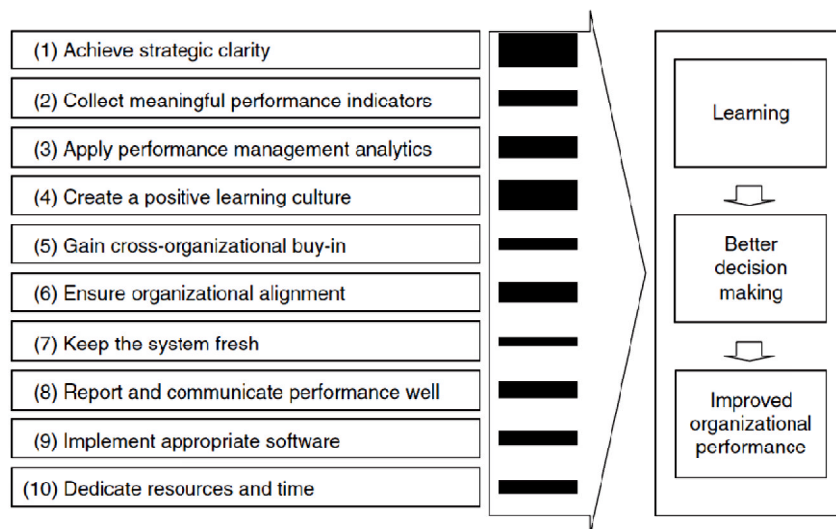 (1) Achieve strategic clarity
(2) Collect meaningful performance indicators
(3) Apply performance management analytics
(4) Create a positive learning culture
(5) Gain cross-organizational buy-in
(6) Ensure organizational alignment
(7) Keep the system fresh
(8) Report and communicate performance well
(9) Implement appropriate software
(10) Dedicate resources and time
Learning
Better
decision
making
Improved
organizational
performance